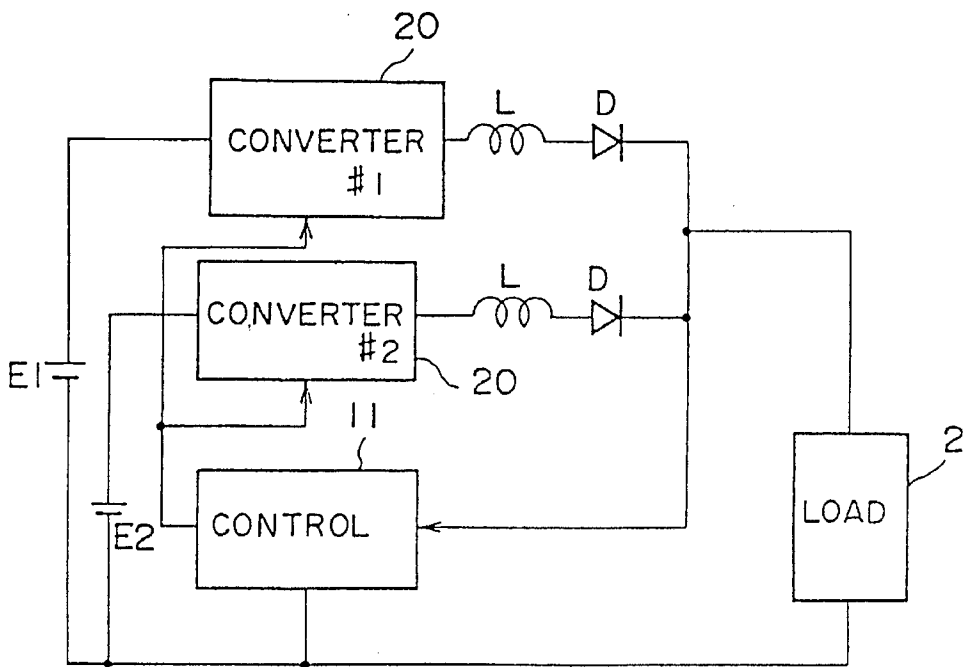 20
CONVERTER
#1
L
D
CONVERTER
#2
L
D
20
E1
11
CONTROL
E2
2
LOAD